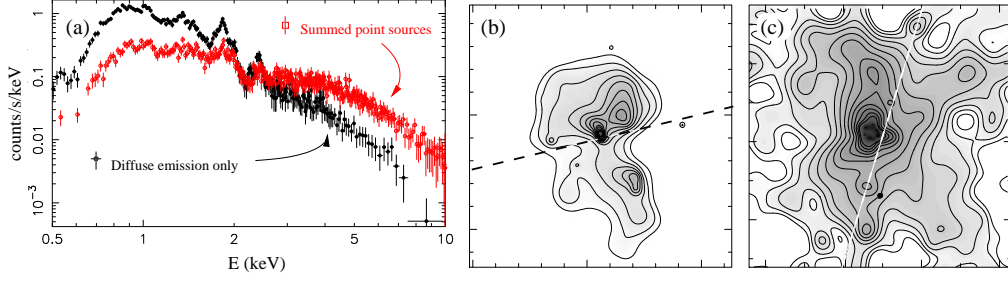 (a)
Summed point sources
Diffuse emission only
counts/s/keV
1
0.1
0.01
10⁻³
0.5
1
2
5
10
E (keV)
(b)
(c)